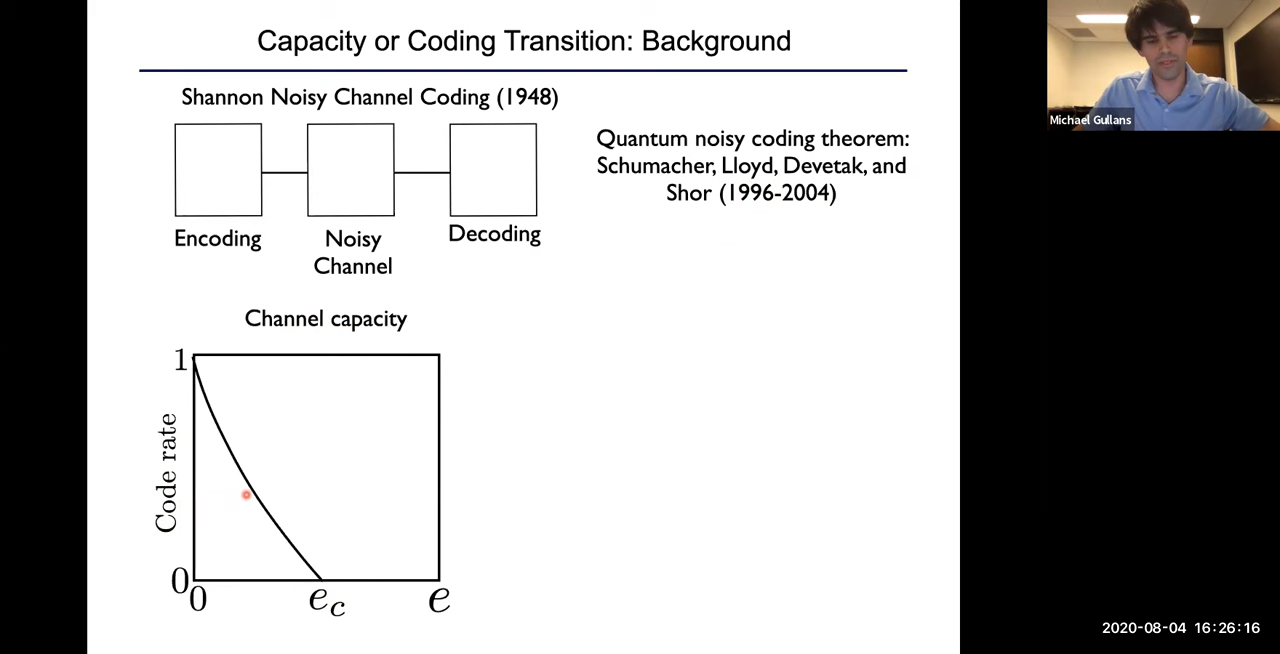 Capacity or Coding Transition: Background
Shannon Noisy Channel Coding (1948)
Encoding
Noisy
Channel
Decoding
Quantum noisy coding theorem:
Schumacher, Lloyd, Devetak, and
Shor (1996-2004)
Channel capacity
1
Code rate
0
0
e_c
e
Michael Gullans
2020-08-04 16:26:16